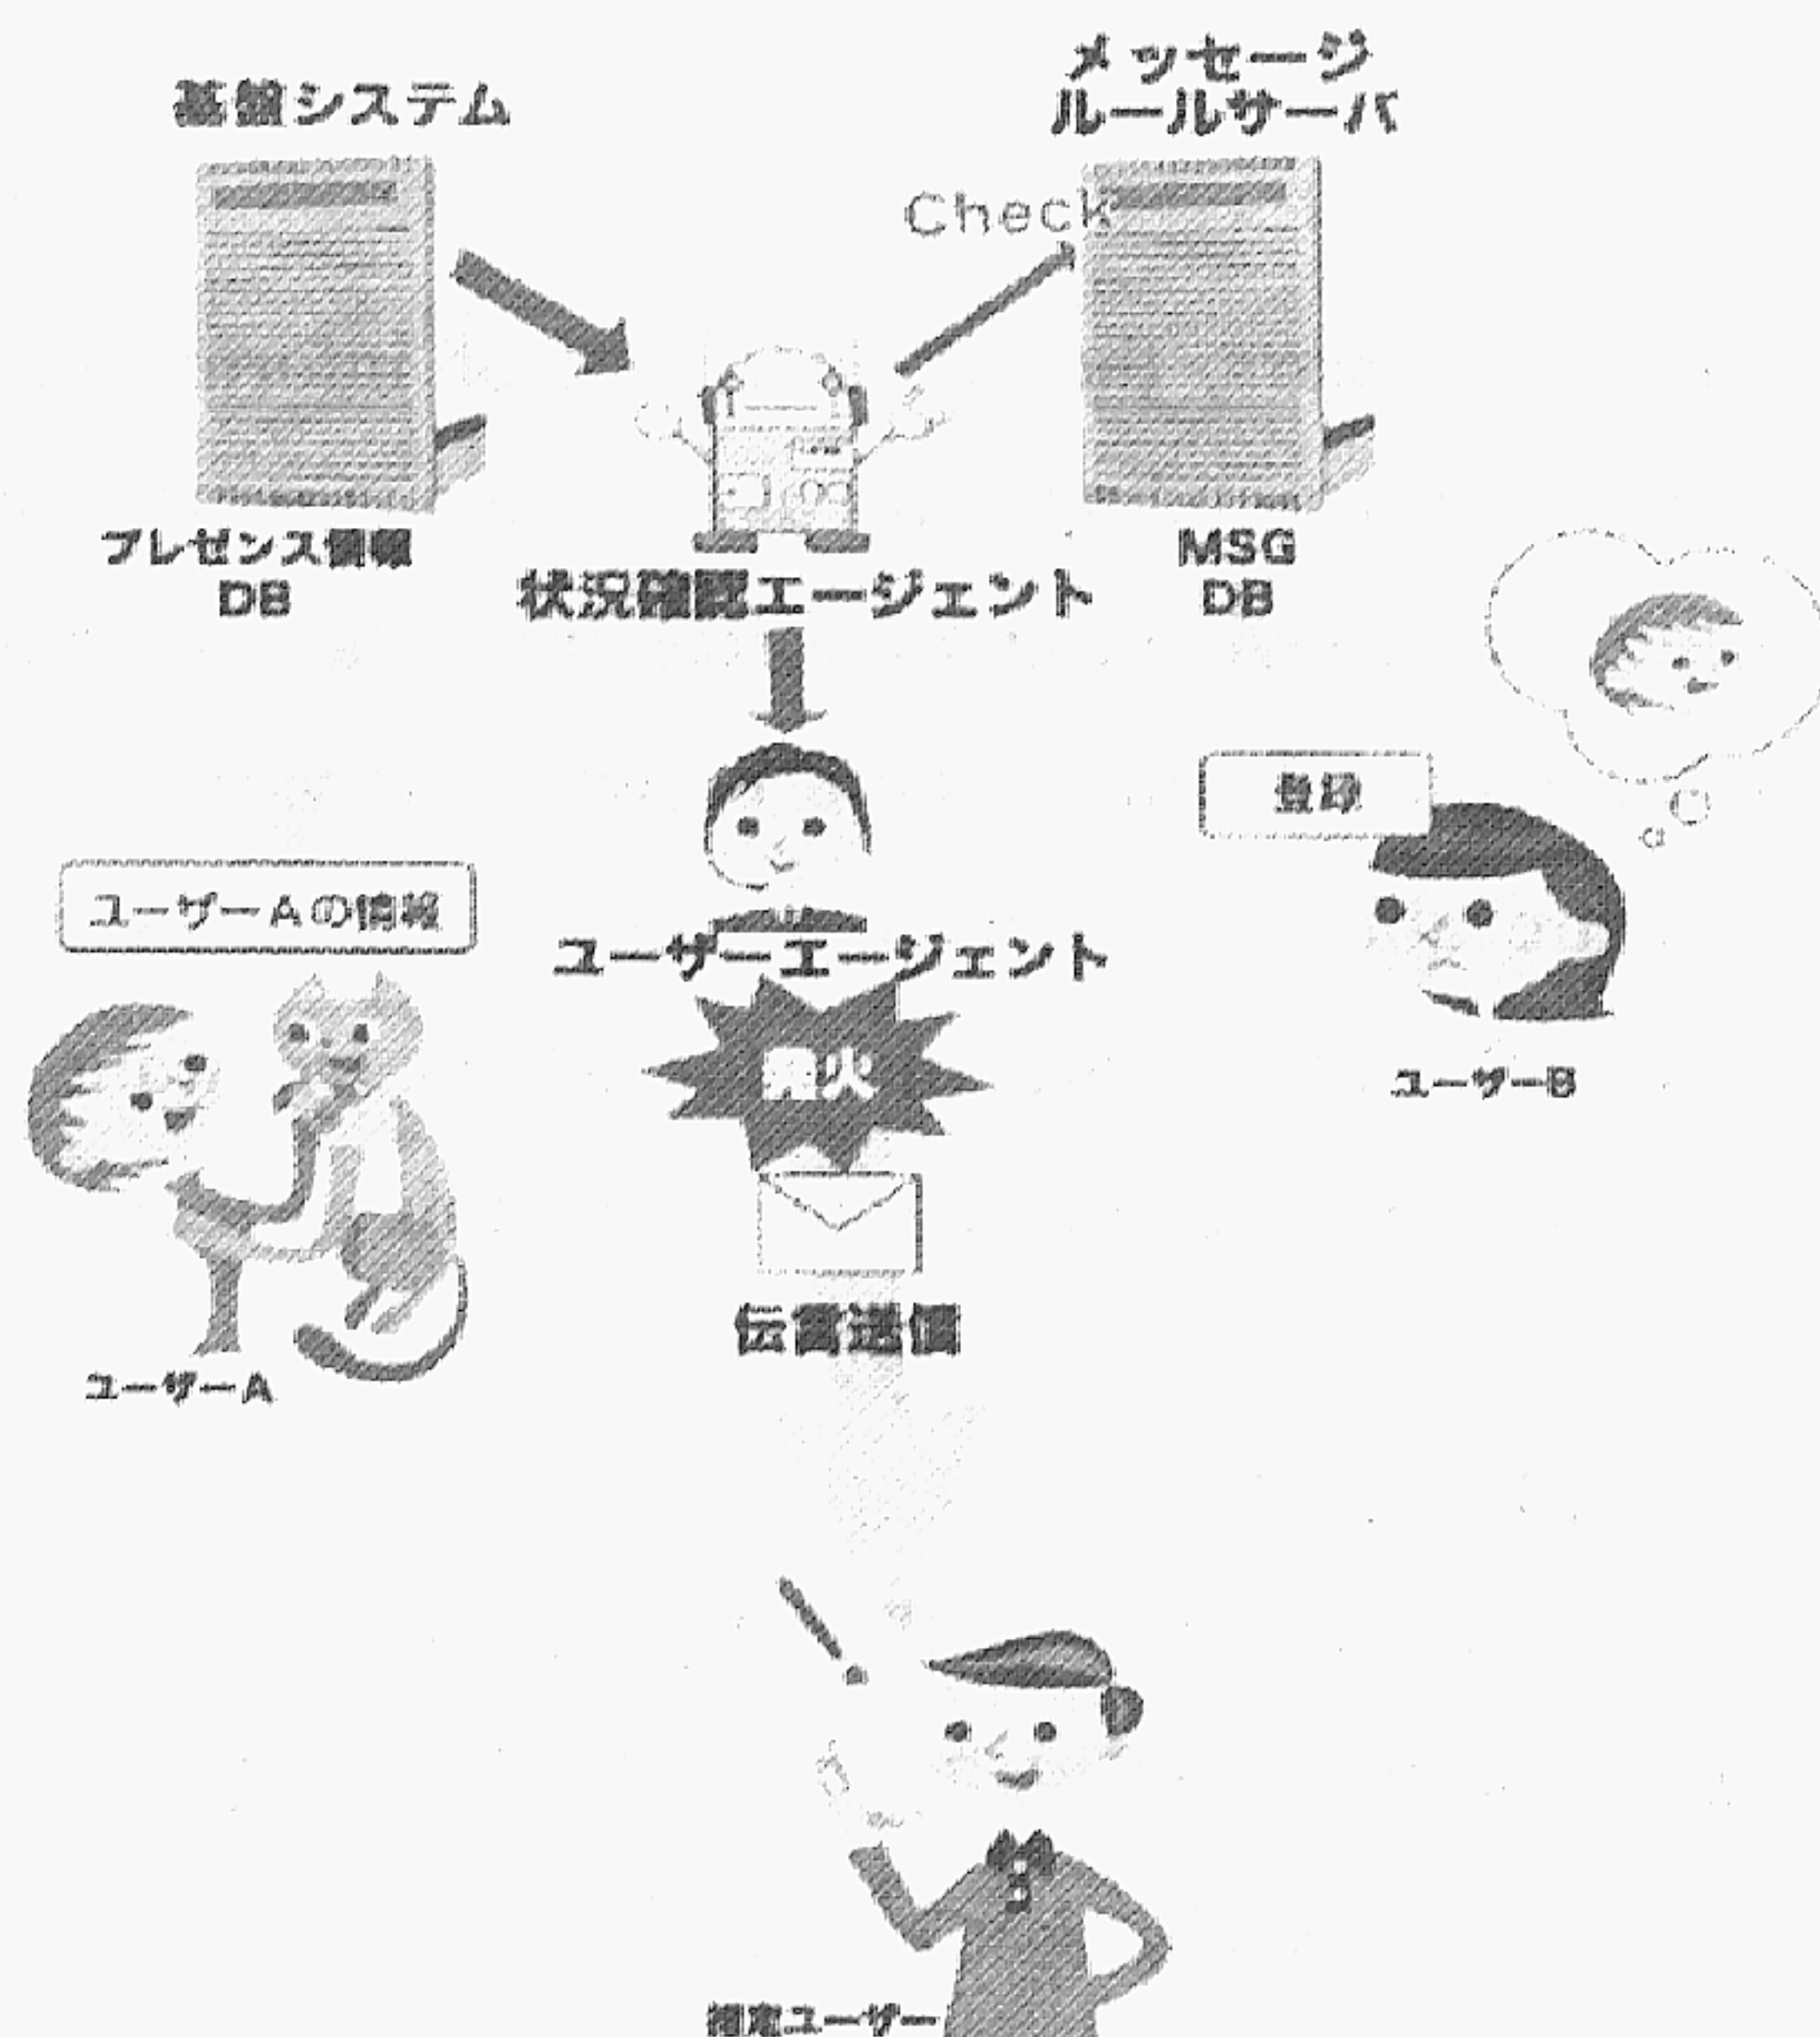 基盤システム
メッセージ
ルールサーバ
Check
プレゼンス情報
DB
状況確認エージェント
MSG
DB
登録
ユーザーAの情報
ユーザーエージェント
発火
ユーザーB
伝言送信
ユーザーA
指定ユーザー